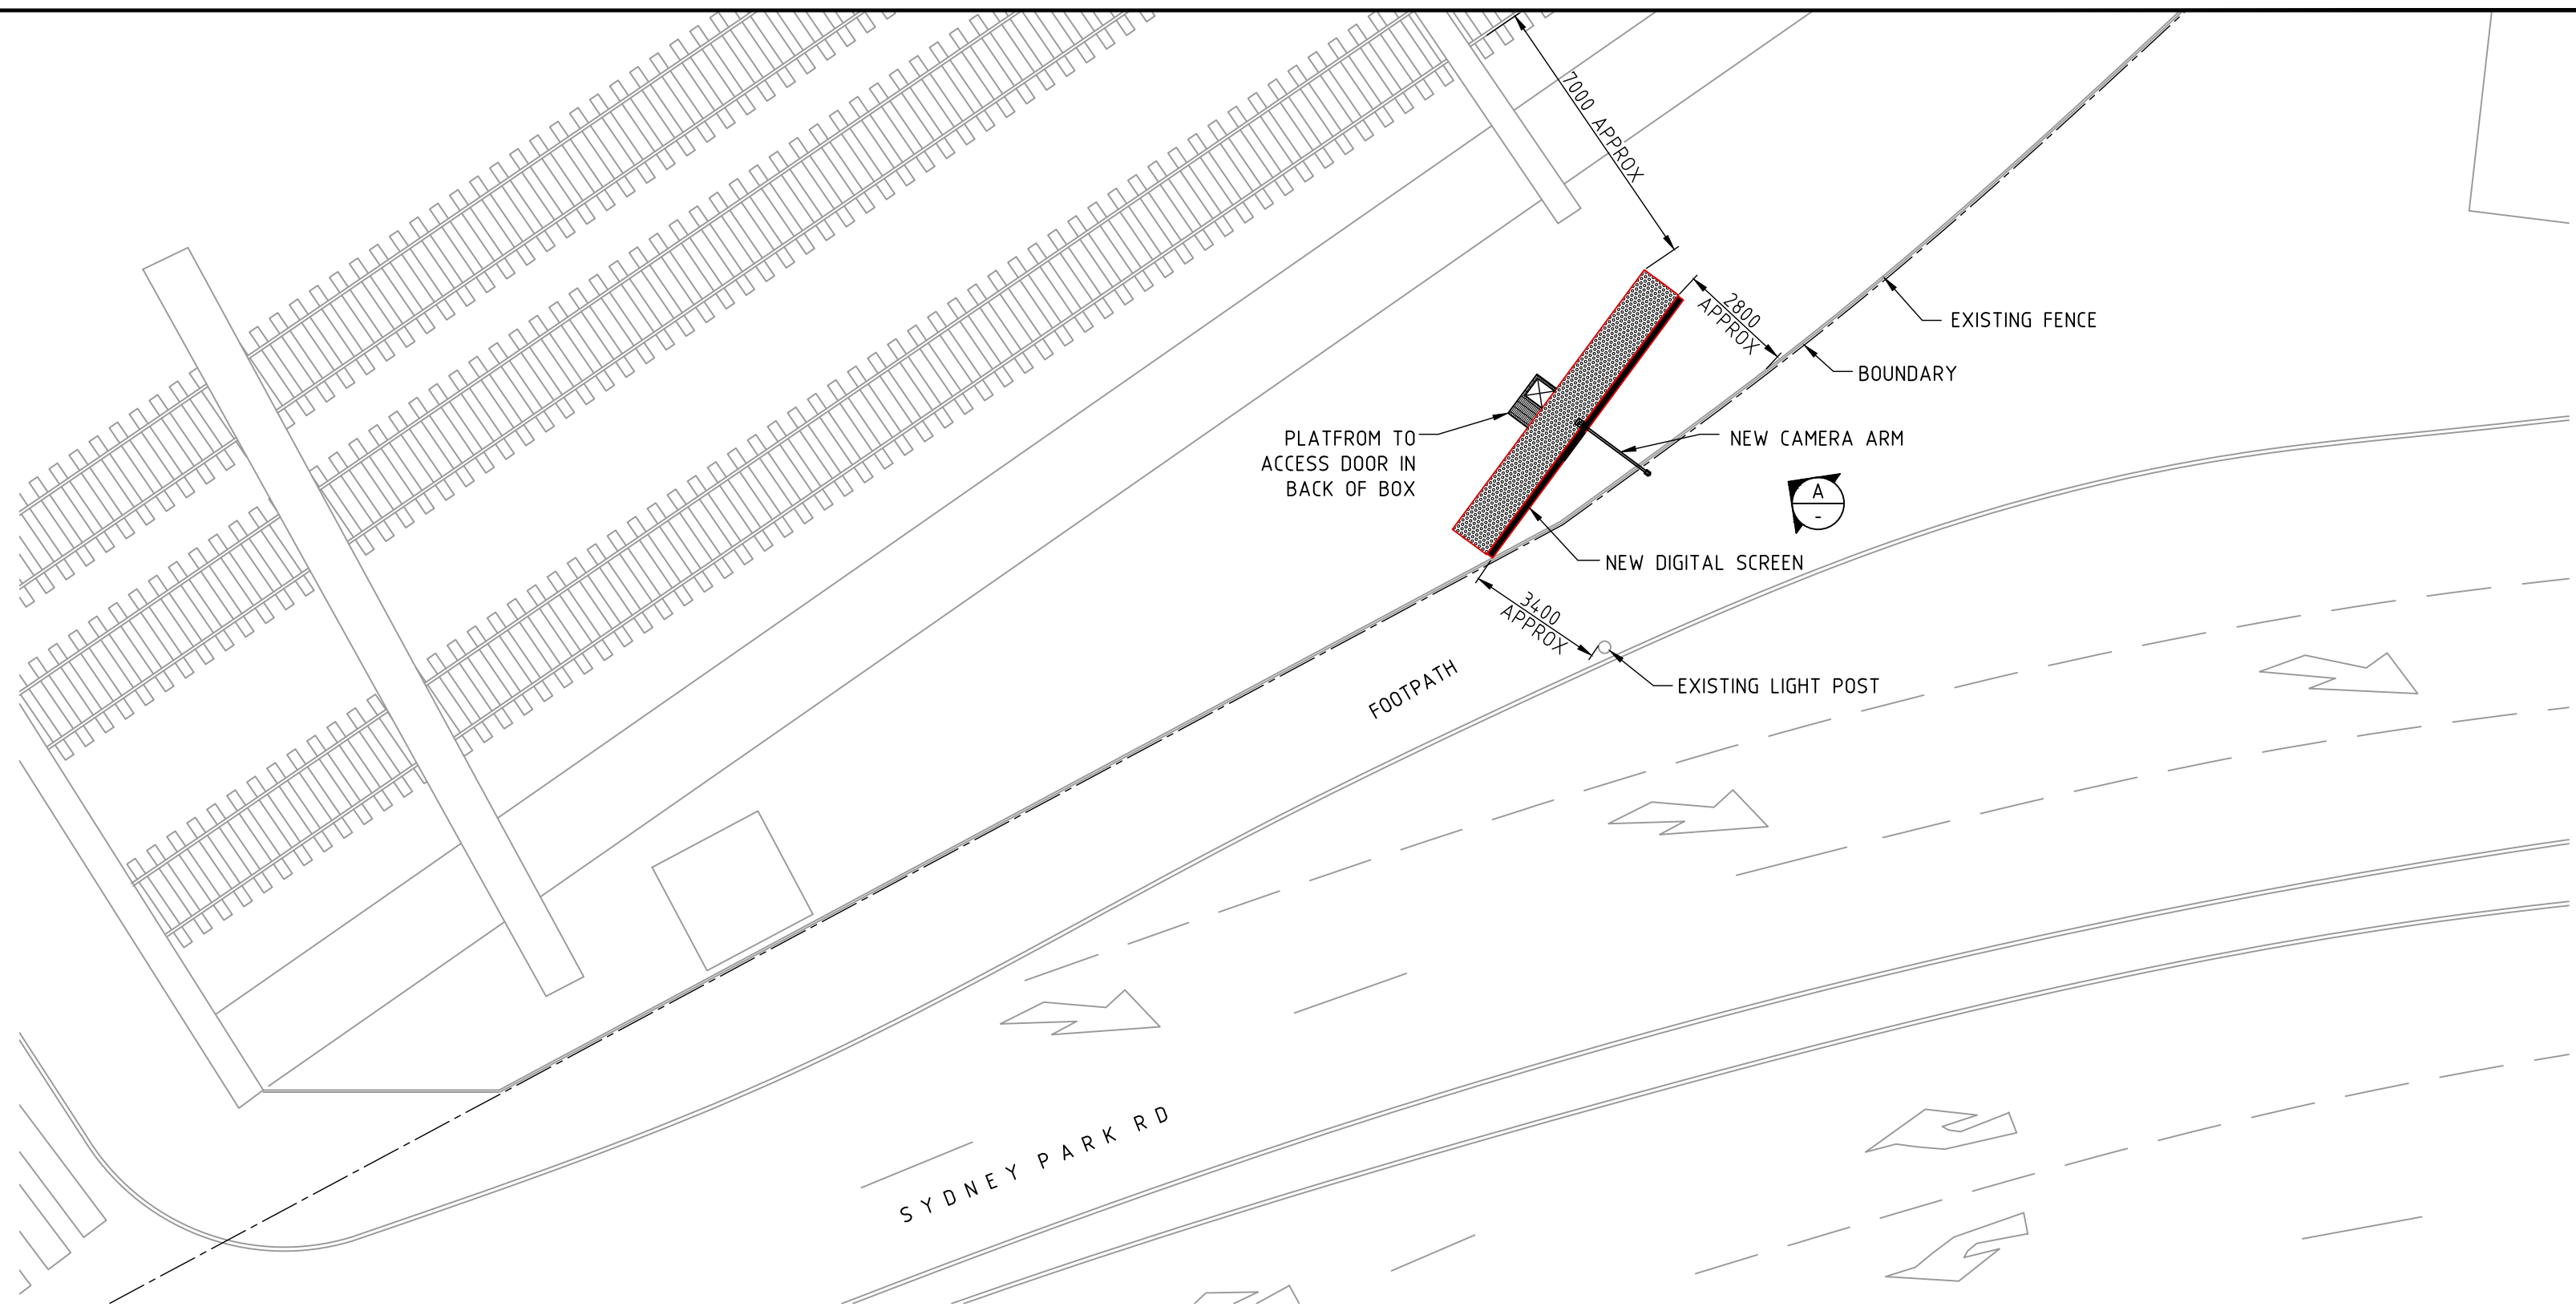 7000 APPROX
2800
APPROX
EXISTING FENCE
BOUNDARY
PLATFROM TO
ACCESS DOOR IN
BACK OF BOX
NEW CAMERA ARM
A
-
NEW DIGITAL SCREEN
3400
APPROX
FOOTPATH
EXISTING LIGHT POST
SYDNEY PARK RD